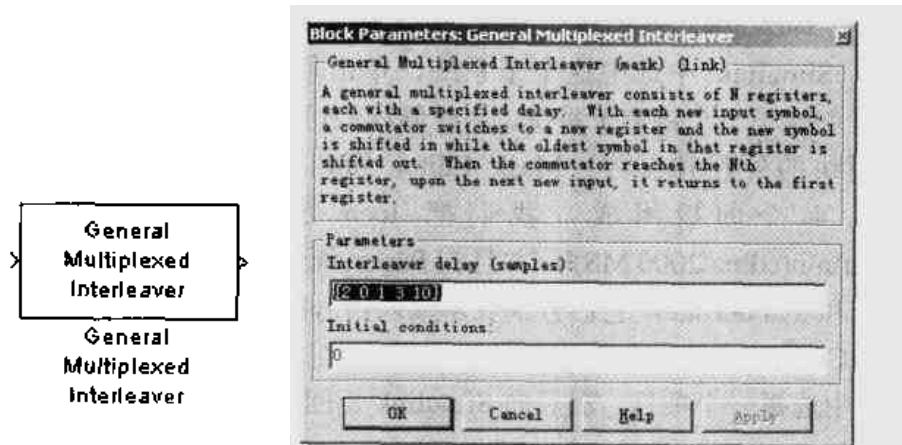 General
Multiplexed
Interleaver
General
Multiplexed
Interleaver
Block Parameters: General Multiplexed Interleaver
General Multiplexed Interleaver (mask) (link)
A general multiplexed interleaver consists of N registers,
each with a specified delay. With each new input symbol,
a commutator switches to a new register and the new symbol
is shifted in while the oldest symbol in that register is
shifted out. When the commutator reaches the Nth
register, upon the next new input, it returns to the first
register.
Parameters
Interleaver delay (samples)
[2 0 1 3 10]
Initial conditions:
0
OK
Cancel
Help
Apply